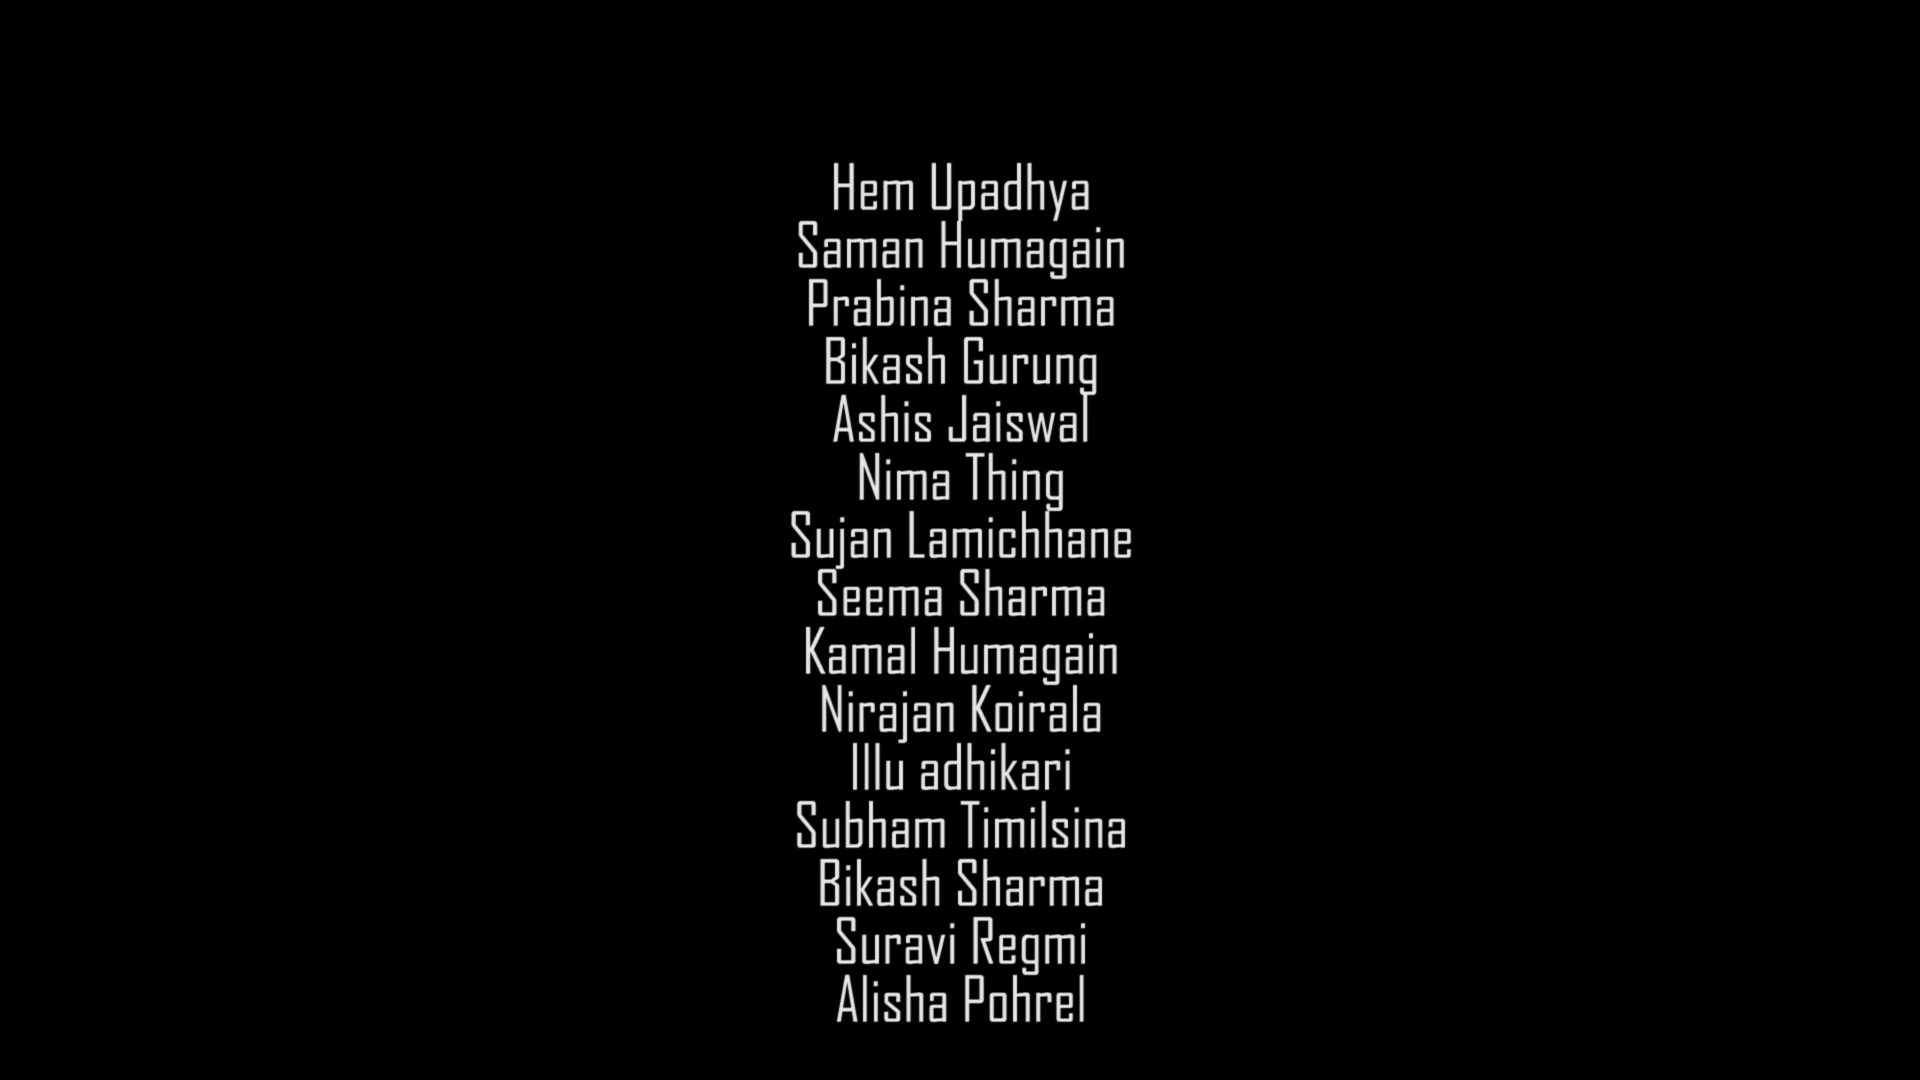 Hem Upadhya
Saman Humagain
Prabina Sharma
Bikash Gurung
Ashis Jaiswal
Nima Thing
Sujan Lamichhane
Seema Sharma
Kamal Humagain
Nirajan Koirala
Illu adhikari
Subham Timilsina
Bikash Sharma
Suravi Regmi
Alisha Pohrel